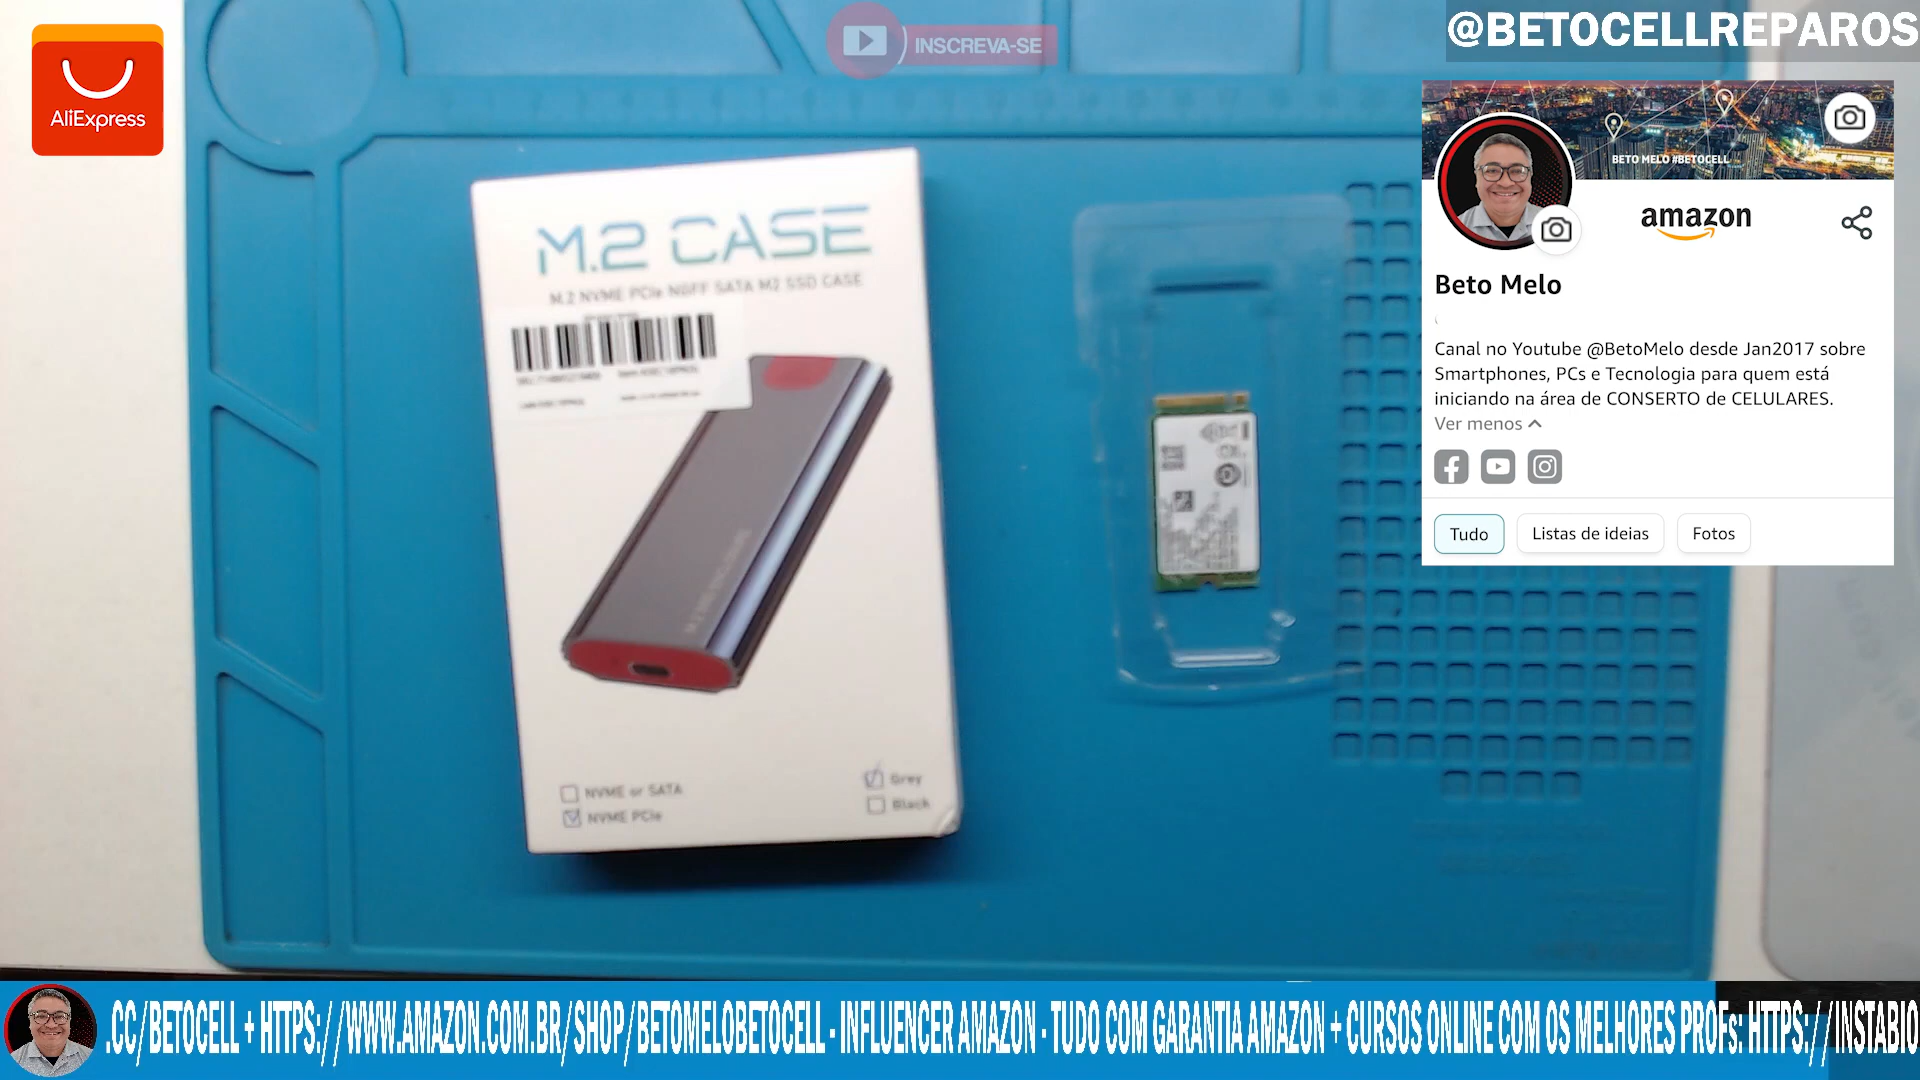 AliExpress
INSCREVA-SE
@BETOCELLREPAROS
BETO MELO #BETOCELL
amazon
Beto Melo
Canal no Youtube @BetoMelo desde Jan2017 sobre
Smartphones, PCs e Tecnologia para quem está
iniciando na área de CONSERTO de CELULARES.
Ver menos
Tudo
Listas de ideias
Fotos
M.2 CASE
M.2 NVME PCIe NGFF SATA M2 SSD CASE
NVME or SATA
NVME PCIe
Grey
Black
.CC/BETOCELL + HTTPS://WWW.AMAZON.COM.BR/SHOP/BETOMELOBETOCELL - INFLUENCER AMAZON - TUDO COM GARANTIA AMAZON + CURSOS ONLINE COM OS MELHORES PROFs: HTTPS://INSTABIO